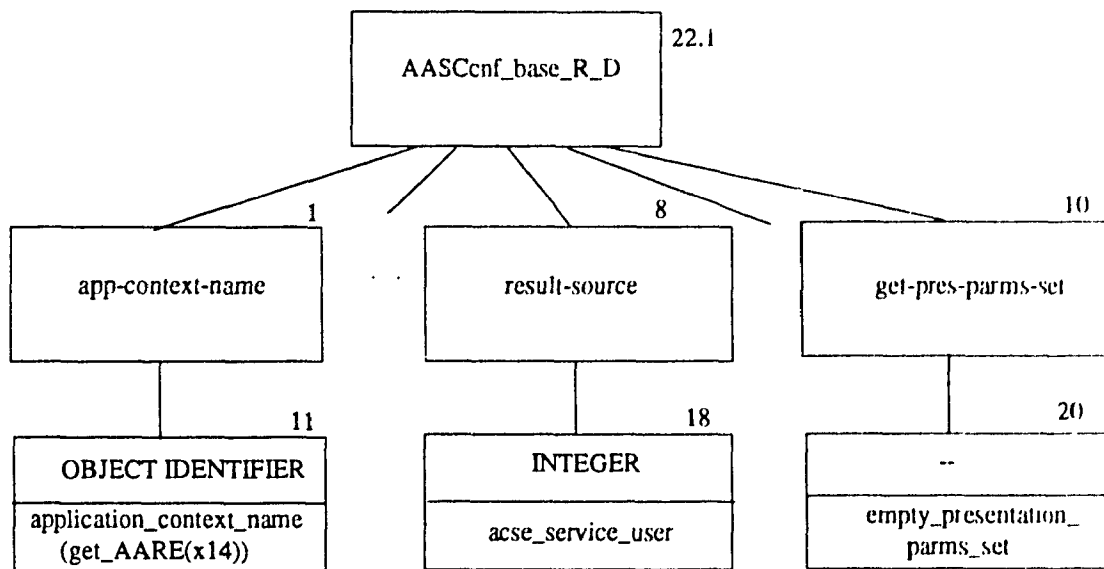 22.1
AASCcnf_base_R_D
1
8
10
app-context-name
. .
result-source
get-pres-parms-set
11
18
20
OBJECT IDENTIFIER
INTEGER
--
application_context_name
(get_AARE(x14))
acse_service_user
empty_presentation_
parms_set